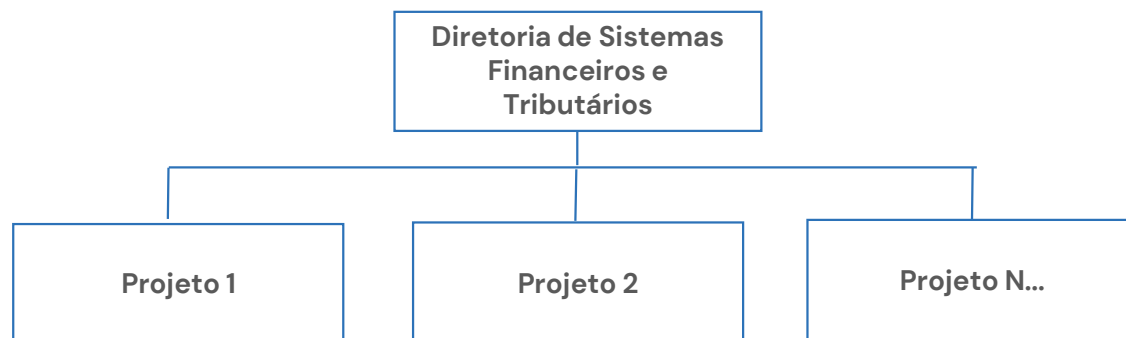 Diretoria de Sistemas
Financeiros e
Tributários
Projeto 1
Projeto 2
Projeto N...